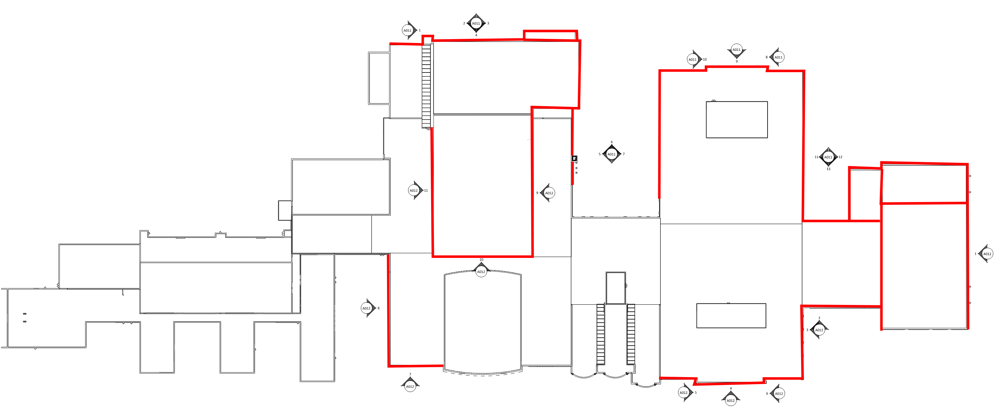 2 A011 3
4
A011 1
A011
9
A011 10
8 A011
6
5 A011 7
11 A011 12
13
A012 11
9 A012
1 A012
10
A012
A012 8
2
3 A012
7
A012
A012 5
4
A012
6 A012